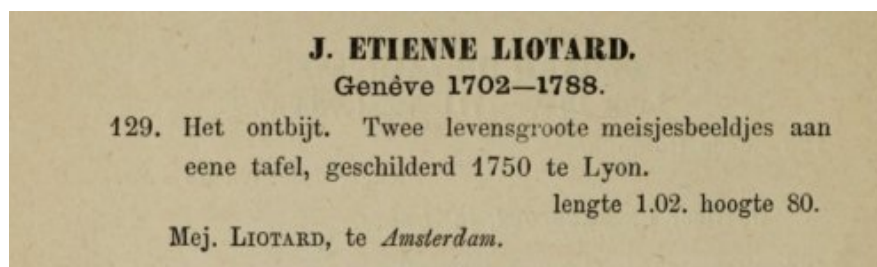 J. ETIENNE LIOTARD.
Genève 1702—1788.
129. Het ontbijt. Twee levensgroote meisjesbeeldjes aan
eene tafel, geschilderd 1750 te Lyon.
lengte 1.02. hoogte 80.
Mej. LIOTARD, te Amsterdam.